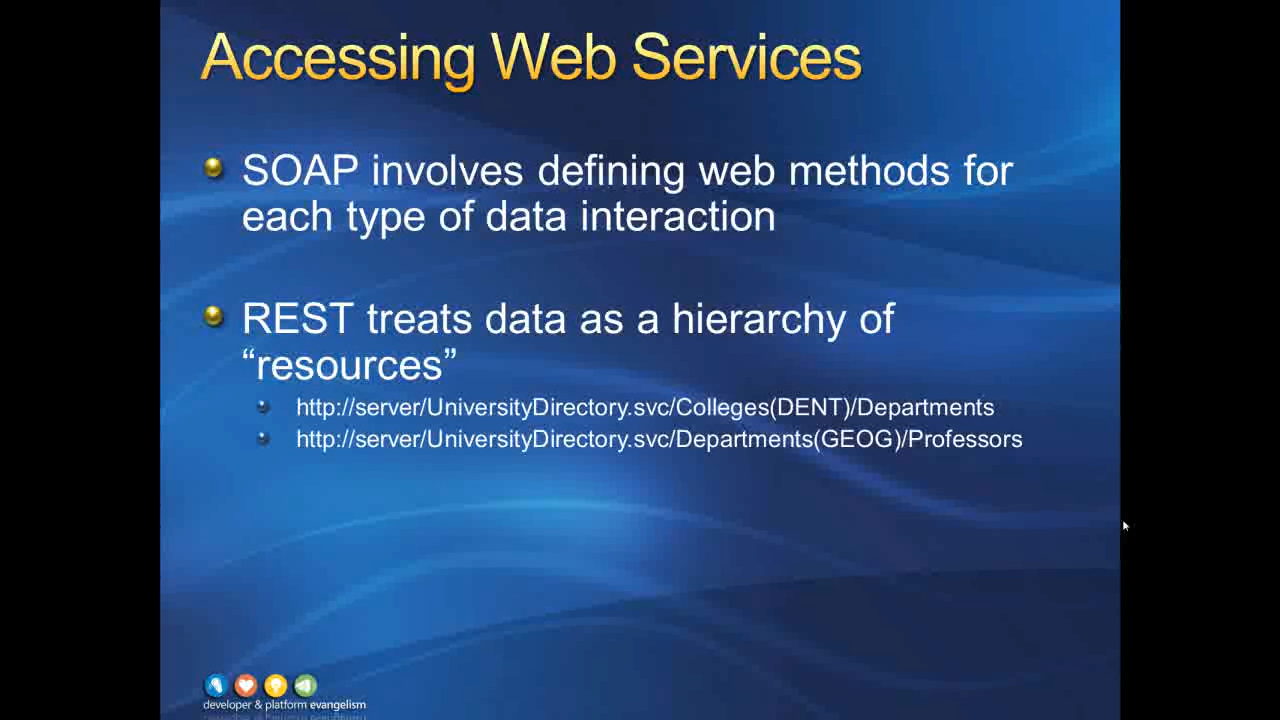 Accessing Web Services
SOAP involves defining web methods for
each type of data interaction
REST treats data as a hierarchy of
“resources”
http://server/UniversityDirectory.svc/Colleges(DENT)/Departments
http://server/UniversityDirectory.svc/Departments(GEOG)/Professors
developer & platform evangelism